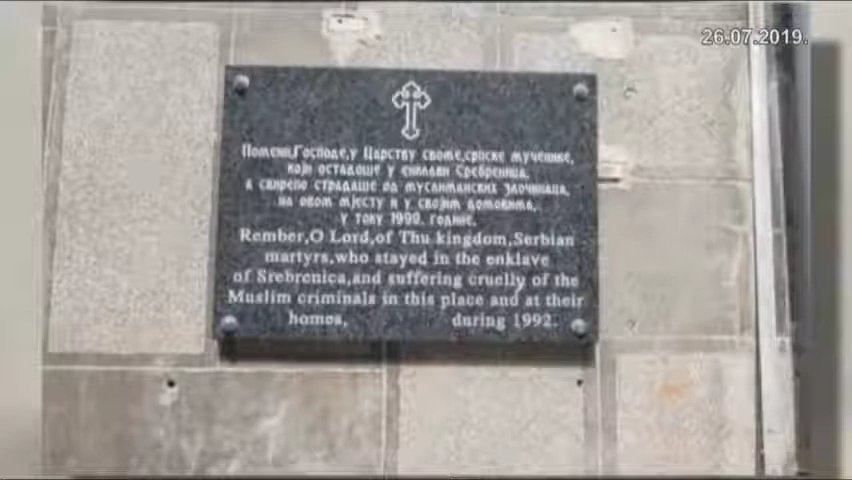 26.07.2019.
Помени,Господе,у Царству своме,српске мученике,
који осташе у енклави Сребреница,
а свирепо страдаше од муслиманских злочинаца,
на овом мјесту и у својим домовима,
у току 1992. године.
Rember,O Lord,of Thu kingdom,Serbian
martyrs,who stayed in the enklave
of Srebrenica,and suffering cruelly of the
Muslim criminals in this place and at their
homes, during 1992.